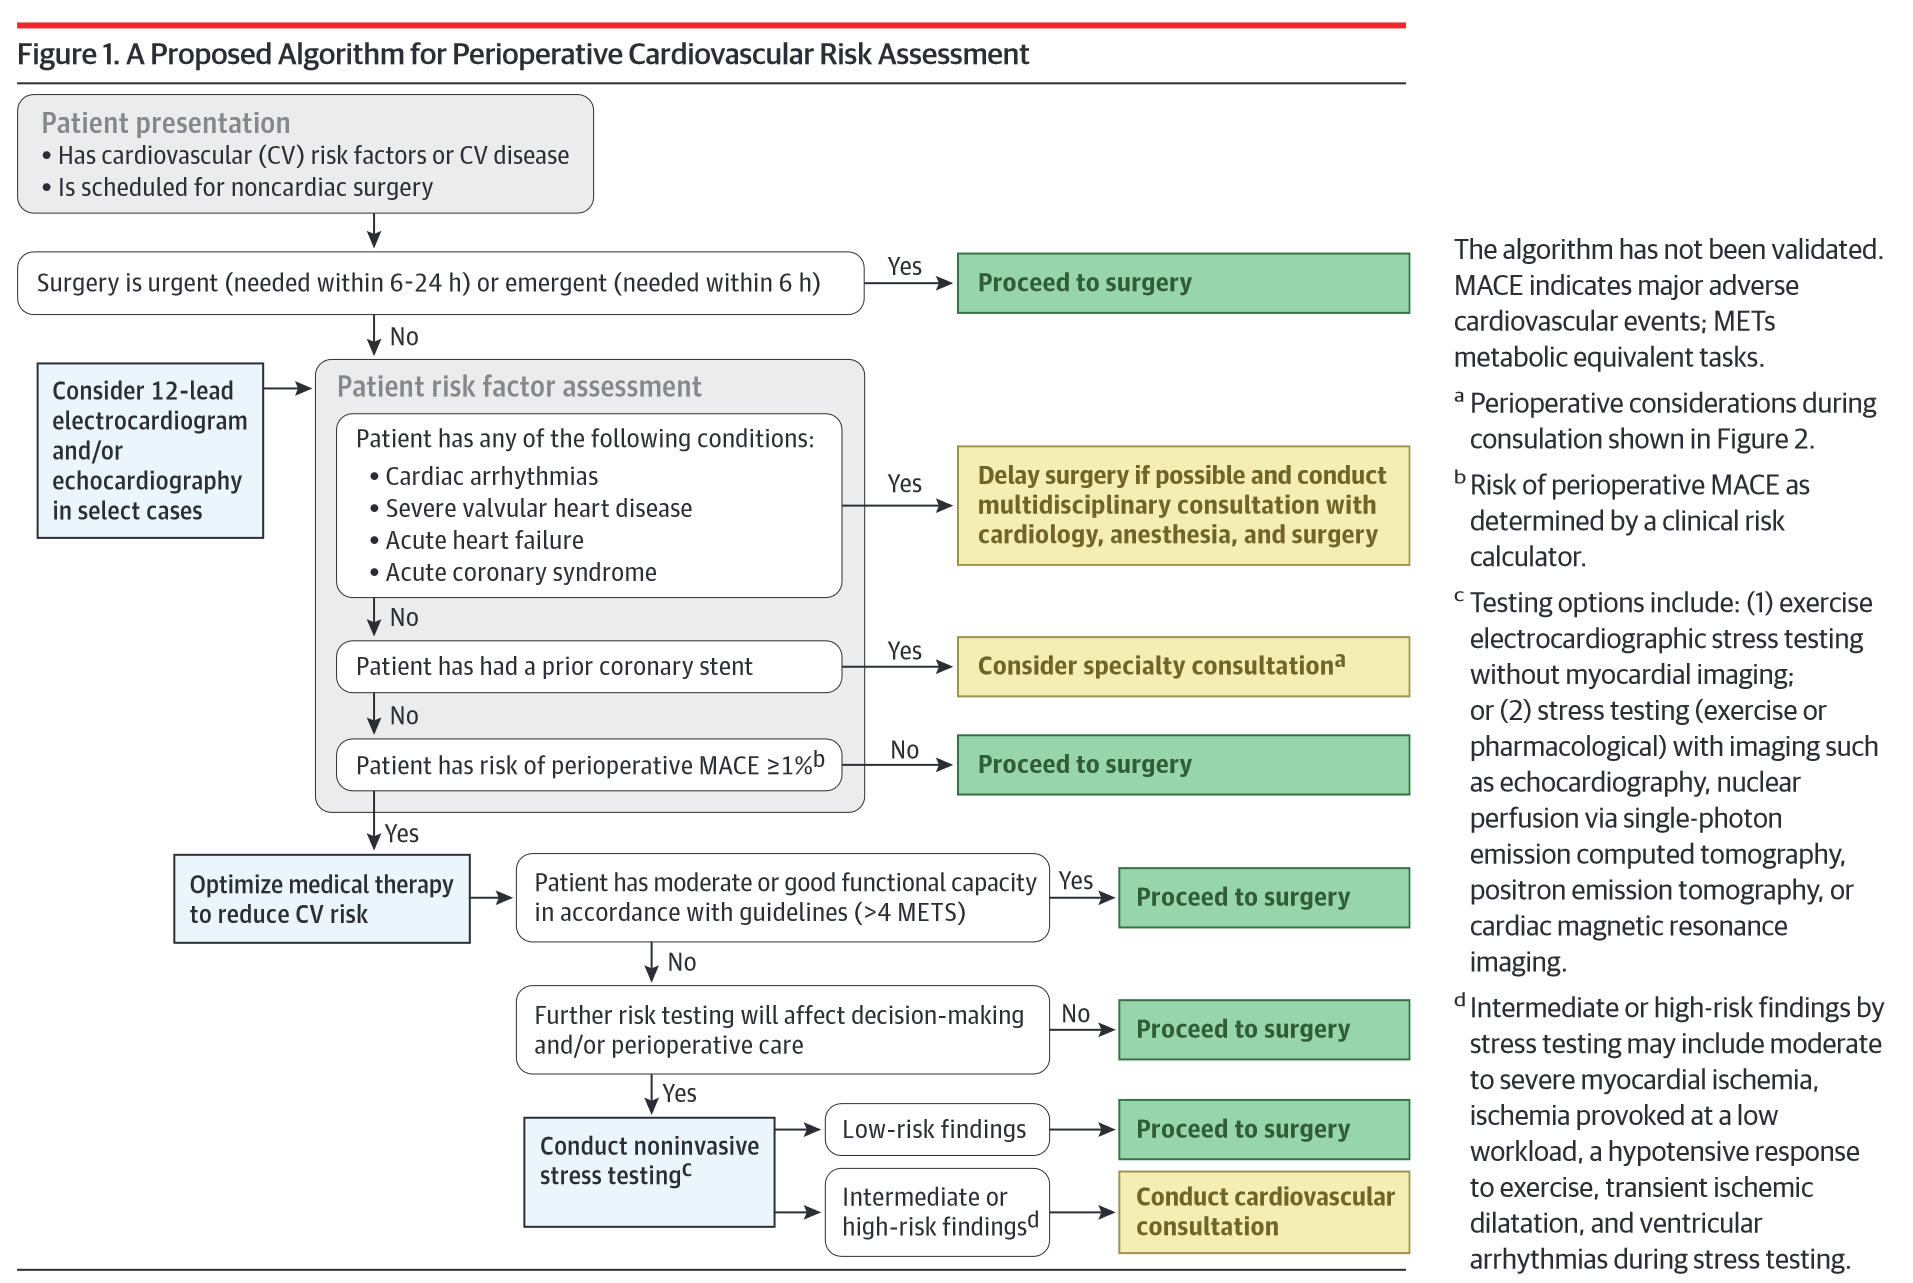 Figure 1. A Proposed Algorithm for Perioperative Cardiovascular Risk Assessment
Patient presentation
• Has cardiovascular (CV) risk factors or CV disease
• Is scheduled for noncardiac surgery
Surgery is urgent (needed within 6-24 h) or emergent (needed within 6 h)
Yes
Proceed to surgery
No
Consider 12-lead
electrocardiogram
and/or
echocardiography
in select cases
Patient risk factor assessment
Patient has any of the following conditions:
• Cardiac arrhythmias
• Severe valvular heart disease
• Acute heart failure
• Acute coronary syndrome
Yes
Delay surgery if possible and conduct
multidisciplinary consultation with
cardiology, anesthesia, and surgery
No
Patient has had a prior coronary stent
Yes
Consider specialty consultationa
No
Patient has risk of perioperative MACE ≥1%b
No
Proceed to surgery
Yes
Optimize medical therapy
to reduce CV risk
Patient has moderate or good functional capacity
in accordance with guidelines (>4 METS)
Yes
Proceed to surgery
No
Further risk testing will affect decision-making
and/or perioperative care
No
Proceed to surgery
Yes
Conduct noninvasive
stress testingc
Low-risk findings
Proceed to surgery
Intermediate or
high-risk findingsd
Conduct cardiovascular
consultation
The algorithm has not been validated.
MACE indicates major adverse
cardiovascular events; METs
metabolic equivalent tasks.
a Perioperative considerations during
consulation shown in Figure 2.
b Risk of perioperative MACE as
determined by a clinical risk
calculator.
c Testing options include: (1) exercise
electrocardiographic stress testing
without myocardial imaging;
or (2) stress testing (exercise or
pharmacological) with imaging such
as echocardiography, nuclear
perfusion via single-photon
emission computed tomography,
positron emission tomography, or
cardiac magnetic resonance
imaging.
d Intermediate or high-risk findings by
stress testing may include moderate
to severe myocardial ischemia,
ischemia provoked at a low
workload, a hypotensive response
to exercise, transient ischemic
dilatation, and ventricular
arrhythmias during stress testing.